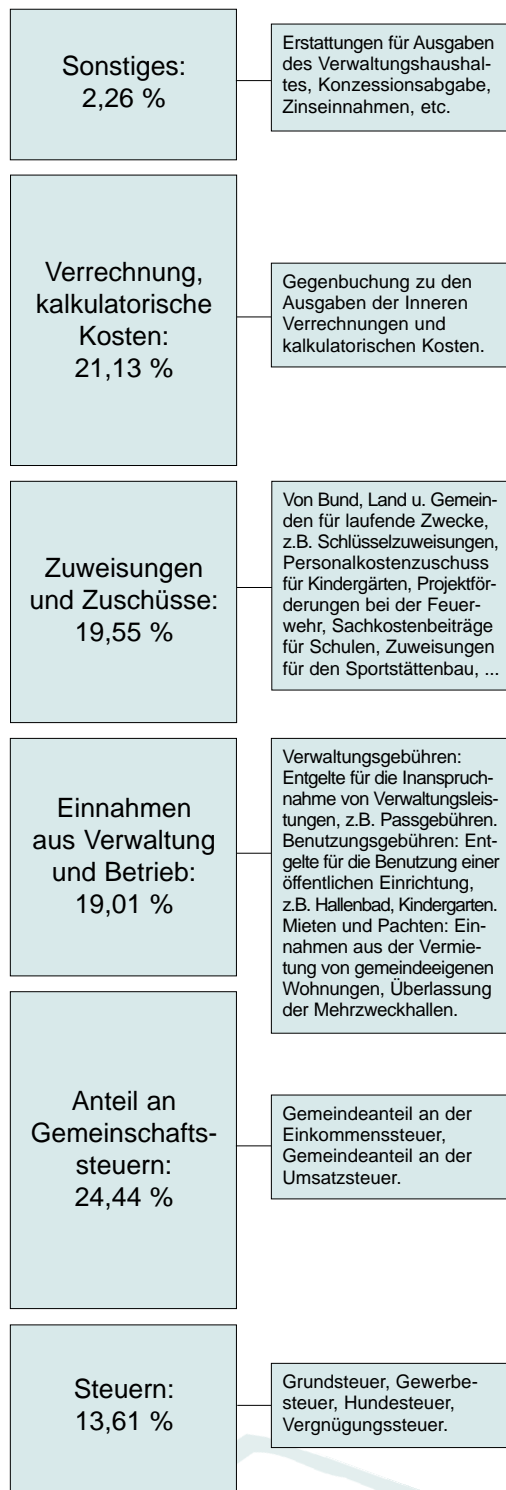 Sonstiges:
2,26 %
Erstattungen für Ausgaben
des Verwaltungshaushal-
tes, Konzessionsabgabe,
Zinseinnahmen, etc.
Verrechnung,
kalkulatorische
Kosten:
21,13 %
Gegenbuchung zu den
Ausgaben der Inneren
Verrechnungen und
kalkulatorischen Kosten.
Zuweisungen
und Zuschüsse:
19,55 %
Von Bund, Land u. Gemein-
den für laufende Zwecke,
z.B. Schlüsselzuweisungen,
Personalkostenzuschuss
für Kindergärten, Projektför-
derungen bei der Feuer-
wehr, Sachkostenbeiträge
für Schulen, Zuweisungen
für den Sportstättenbau, ...
Einnahmen
aus Verwaltung
und Betrieb:
19,01 %
Verwaltungsgebühren:
Entgelte für die Inanspruch-
nahme von Verwaltungsleis-
tungen, z.B. Passgebühren.
Benutzungsgebühren: Ent-
gelte für die Benutzung einer
öffentlichen Einrichtung,
z.B. Hallenbad, Kindergarten.
Mieten und Pachten: Ein-
nahmen aus der Vermie-
tung von gemeindeeigenen
Wohnungen, Überlassung
der Mehrzweckhallen.
Anteil an
Gemeinschafts-
steuern:
24,44 %
Gemeindeanteil an der
Einkommenssteuer,
Gemeindeanteil an der
Umsatzsteuer.
Steuern:
13,61 %
Grundsteuer, Gewerbe-
steuer, Hundesteuer,
Vergnügungssteuer.